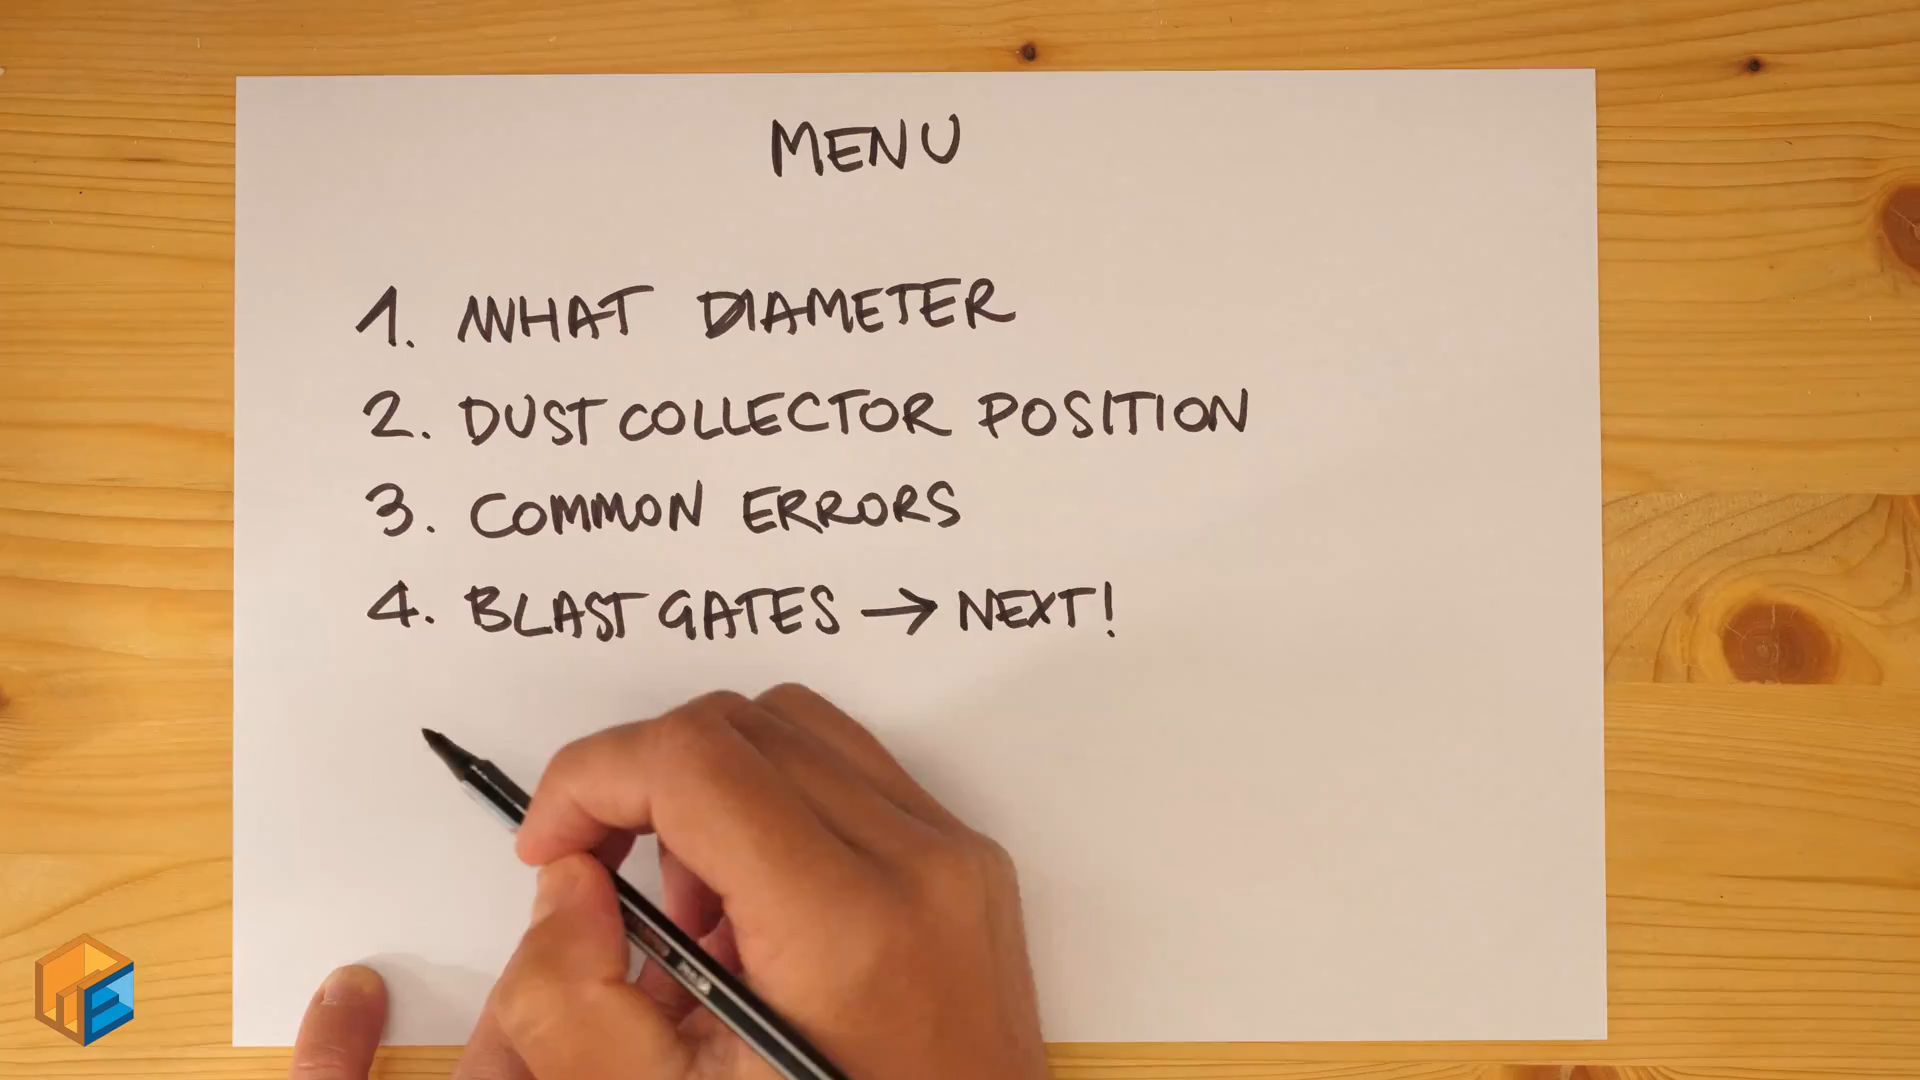 MENU
1. WHAT DIAMETER
2. DUST COLLECTOR POSITION
3. COMMON ERRORS
4. BLAST GATES → NEXT!